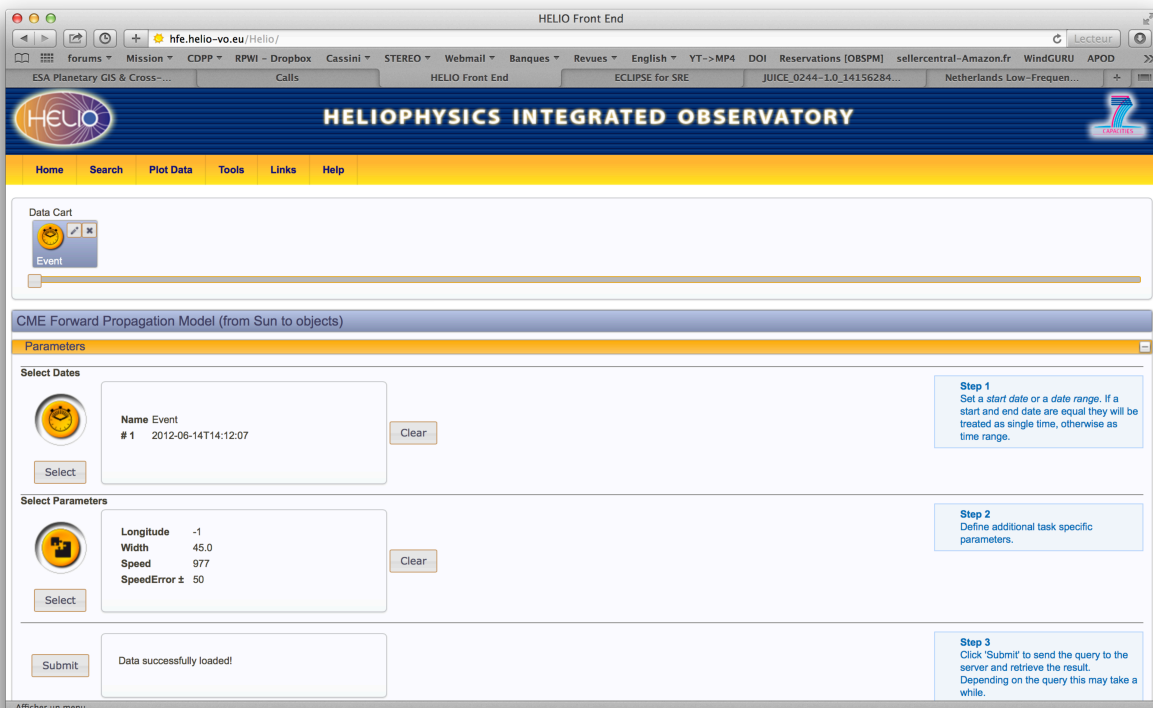 HELIO Front End
hfe.helio-vo.eu/Helio/
Lecteur
forums Mission CDPP RPWI - Dropbox Cassini STEREO Webmail Banques Revues English YT->MP4 DOI Reservations [OBSPM] sellercentral-Amazon.fr WindGURU APOD
ESA Planetary GIS & Cross-... Calls HELIO Front End ECLIPSE for SRE JUICE_0244-1.0_14156284... Netherlands Low-Frequen...
HELIO
HELIOPHYSICS INTEGRATED OBSERVATORY
7
CAPACITIES
Home Search Plot Data Tools Links Help
Data Cart
Event
CME Forward Propagation Model (from Sun to objects)
Parameters
Select Dates
Name Event
# 1 2012-06-14T14:12:07
Clear
Select
Step 1
Set a start date or a date range. If a
start and end date are equal they will be
treated as single time, otherwise as
time range.
Select Parameters
Longitude -1
Width 45.0
Speed 977
SpeedError ± 50
Clear
Select
Step 2
Define additional task specific
parameters.
Submit
Data successfully loaded!
Step 3
Click 'Submit' to send the query to the
server and retrieve the result.
Depending on the query this may take a
while.
Afficher un menu